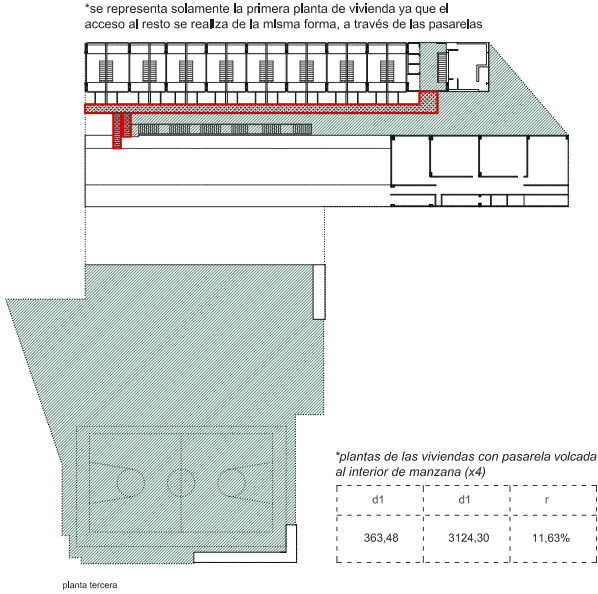 *se representa solamente la primera planta de vivienda ya que el
acceso al resto se realiza de la misma forma, a través de las pasarelas
*plantas de las viviendas con pasarela volcada
al interior de manzana (x4)
d1 d1 r
363,48 3124,30 11,63%
planta tercera